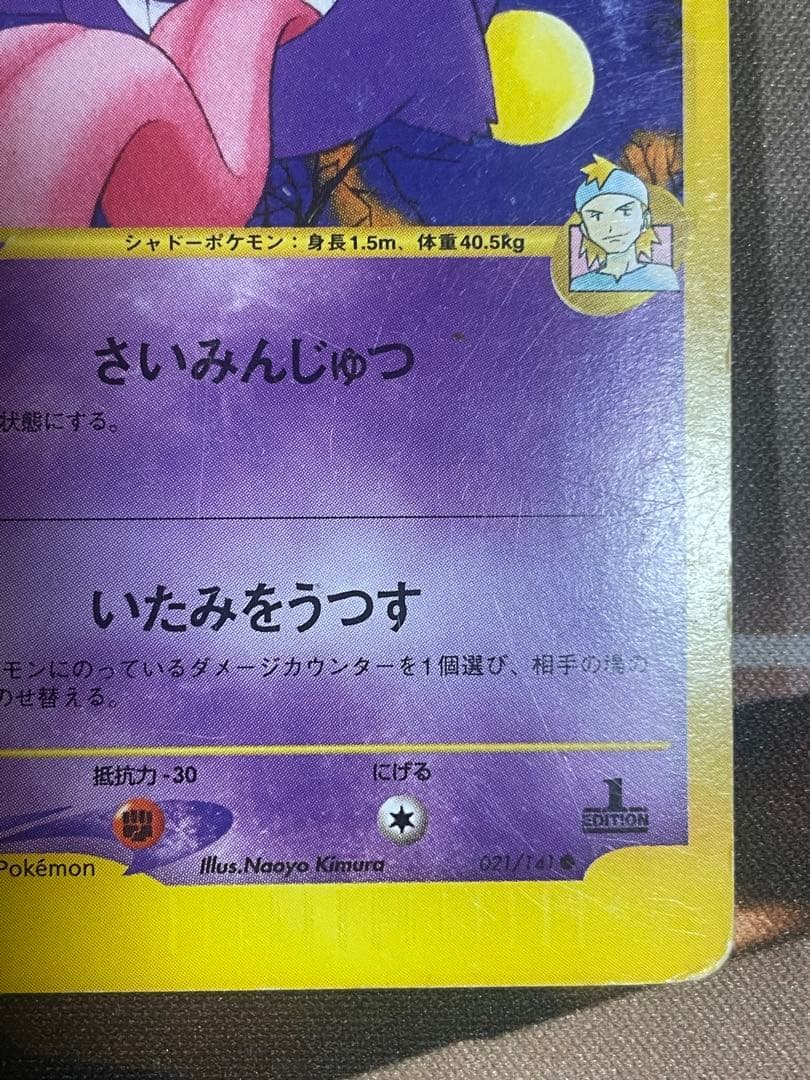 シャドーポケモン：身長1.5m、体重40.5kg
さいみんじゅつ
状態にする。
いたみをうつす
モンにのっているダメージカウンターを1個選び、相手の場の
のせ替える。
抵抗力 -30
にげる
1
EDITION
Pokémon
Illus.Naoyo Kimura
021/141●